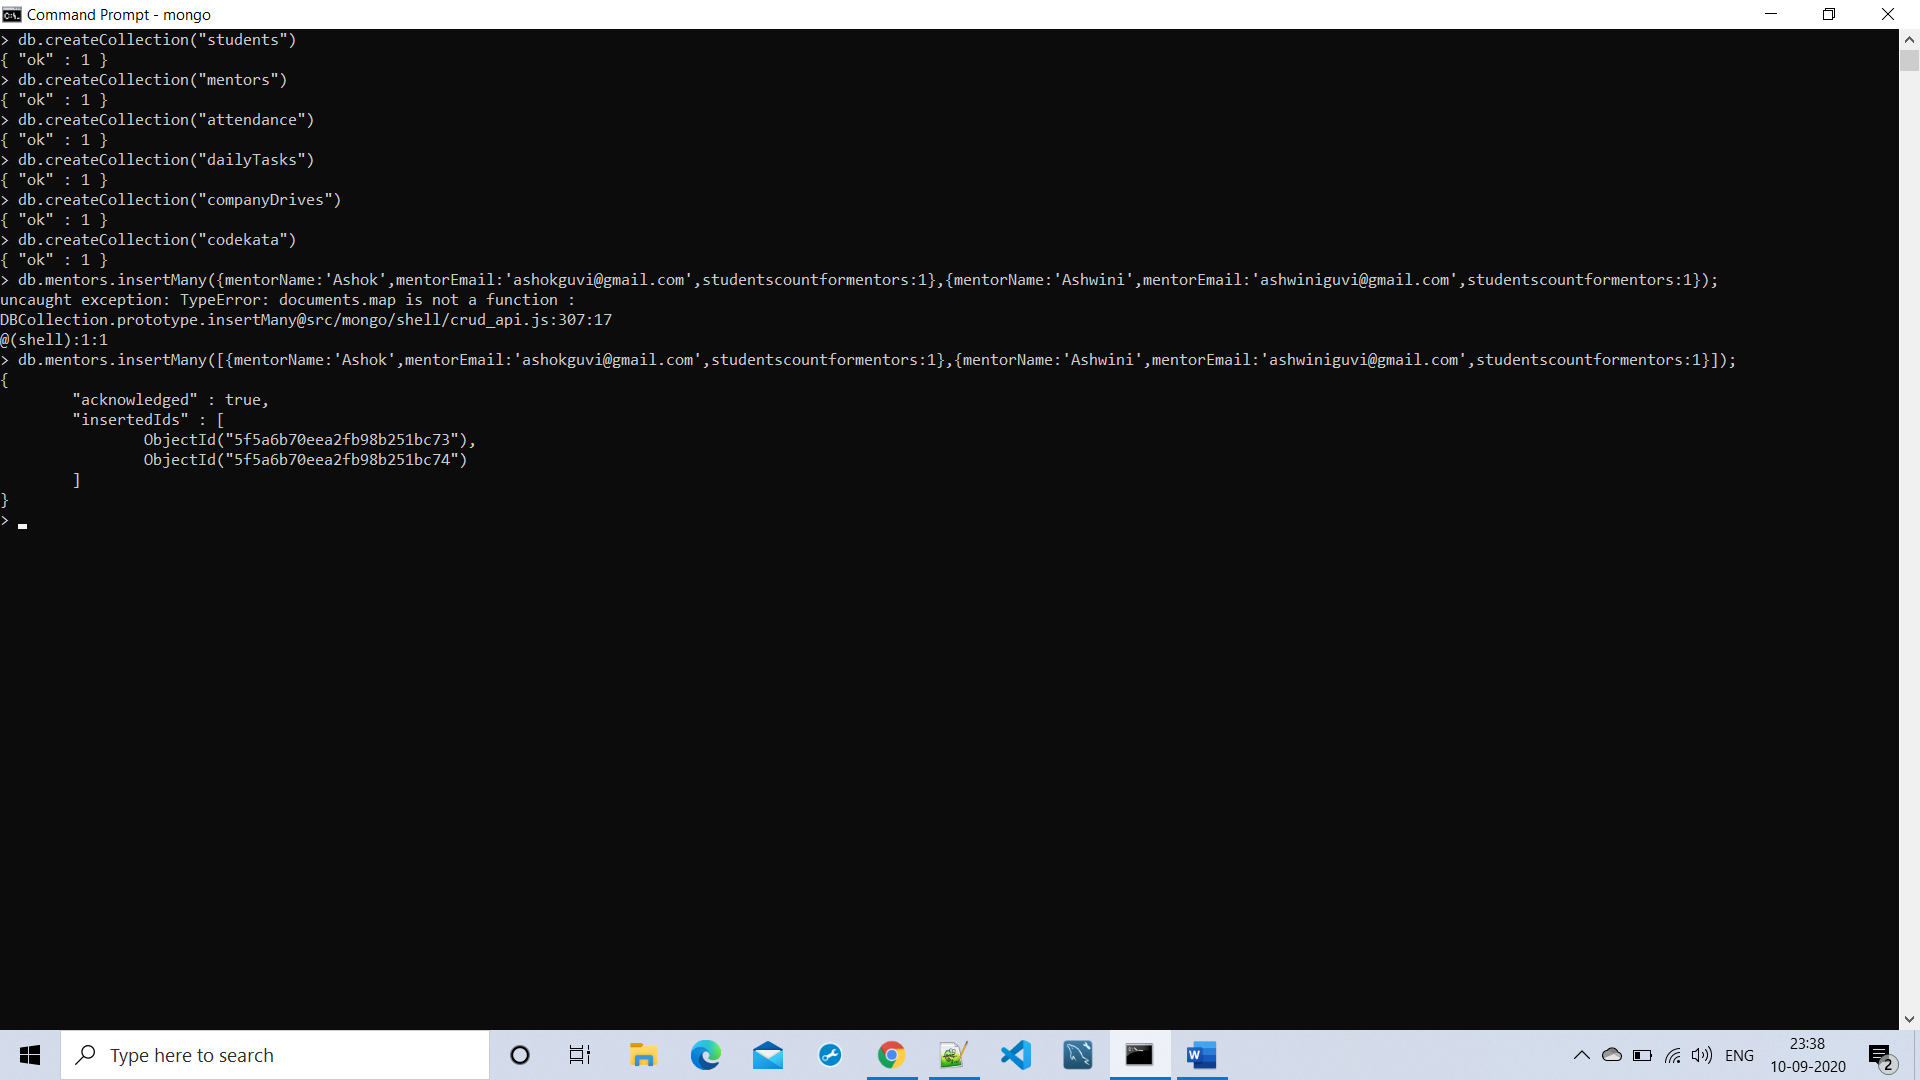 Command Prompt - mongo
> db.createCollection("students")
{ "ok" : 1 }
> db.createCollection("mentors")
{ "ok" : 1 }
> db.createCollection("attendance")
{ "ok" : 1 }
> db.createCollection("dailyTasks")
{ "ok" : 1 }
> db.createCollection("companyDrives")
{ "ok" : 1 }
> db.createCollection("codekata")
{ "ok" : 1 }
> db.mentors.insertMany({mentorName:'Ashok',mentorEmail:'ashokguvi@gmail.com',studentscountformentors:1},{mentorName:'Ashwini',mentorEmail:'ashwiniguvi@gmail.com',studentscountformentors:1});
uncaught exception: TypeError: documents.map is not a function :
DBCollection.prototype.insertMany@src/mongo/shell/crud_api.js:307:17
@(shell):1:1
> db.mentors.insertMany([{mentorName:'Ashok',mentorEmail:'ashokguvi@gmail.com',studentscountformentors:1},{mentorName:'Ashwini',mentorEmail:'ashwiniguvi@gmail.com',studentscountformentors:1}]);
{
        "acknowledged" : true,
        "insertedIds" : [
                ObjectId("5f5a6b70eea2fb98b251bc73"),
                ObjectId("5f5a6b70eea2fb98b251bc74")
        ]
}
>
Type here to search
ENG
23:38
10-09-2020
2